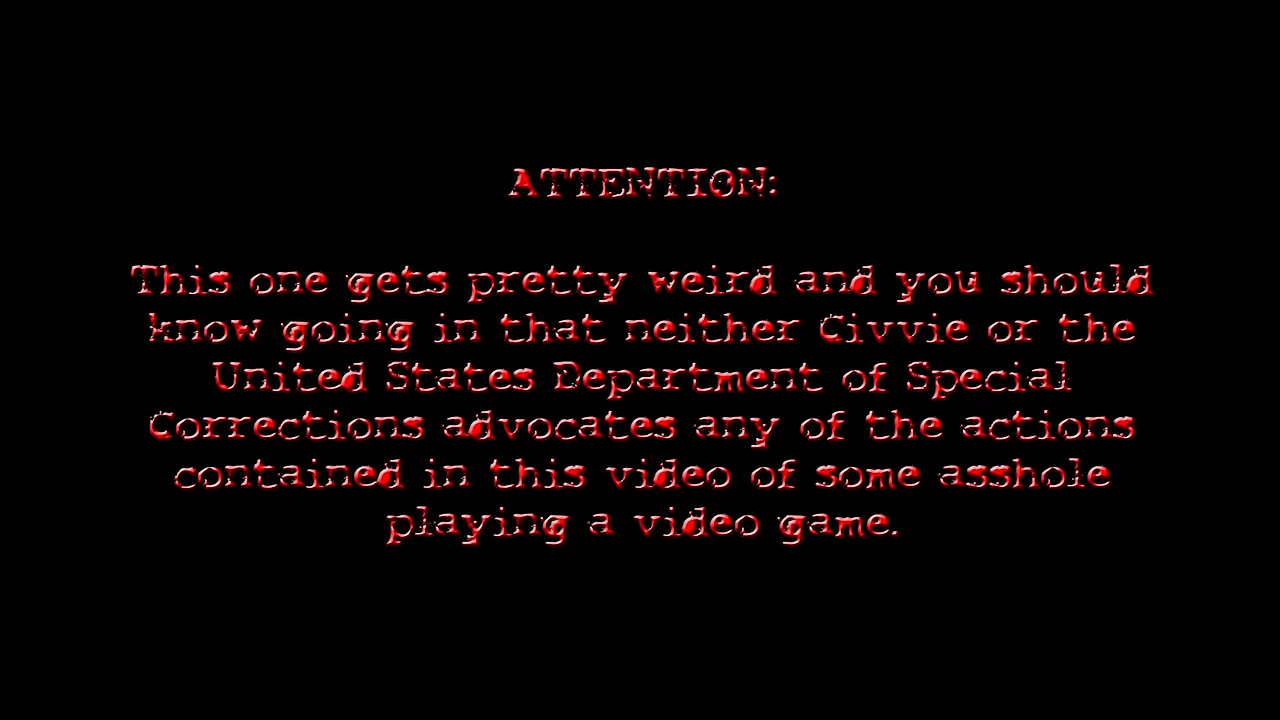 ATTENTION:
This one gets pretty weird and you should
know going in that neither Civvie or the
United States Department of Special
Corrections advocates any of the actions
contained in this video of some asshole
playing a video game.